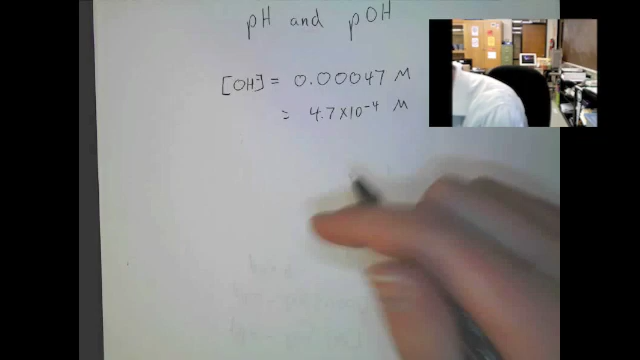 pH and pOH
[OH] = 0.00047 M
= 4.7×10⁻⁴ M